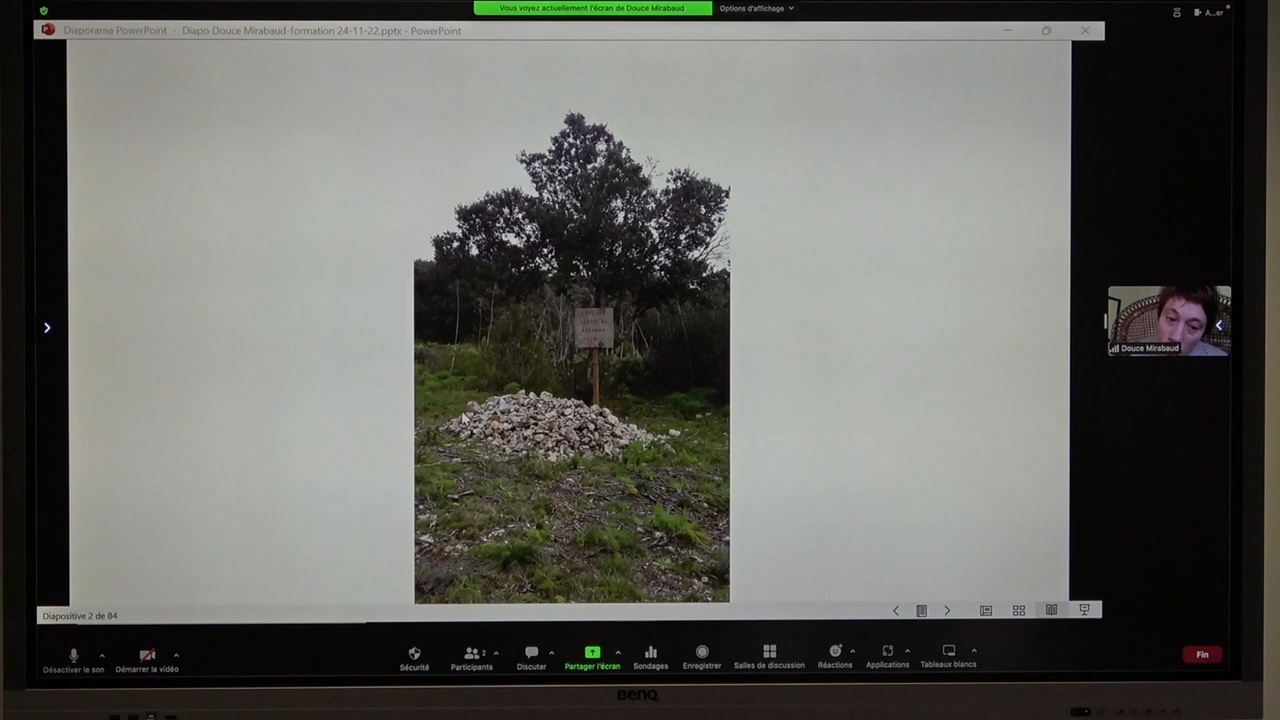 Vous voyez actuellement l'écran de Douce Mirabaud
Options d'affichage
A...er
Diaporama PowerPoint - Diapo Douce Mirabaud-formation 24-11-22.pptx - PowerPoint
Douce Mirabaud
Diapositive 2 de 84
Désactiver le son
Démarrer la vidéo
Sécurité
Participants
2
Discuter
Partager l'écran
Sondages
Enregistrer
Salles de discussion
Réactions
Applications
Tableaux blancs
Fin
BenQ